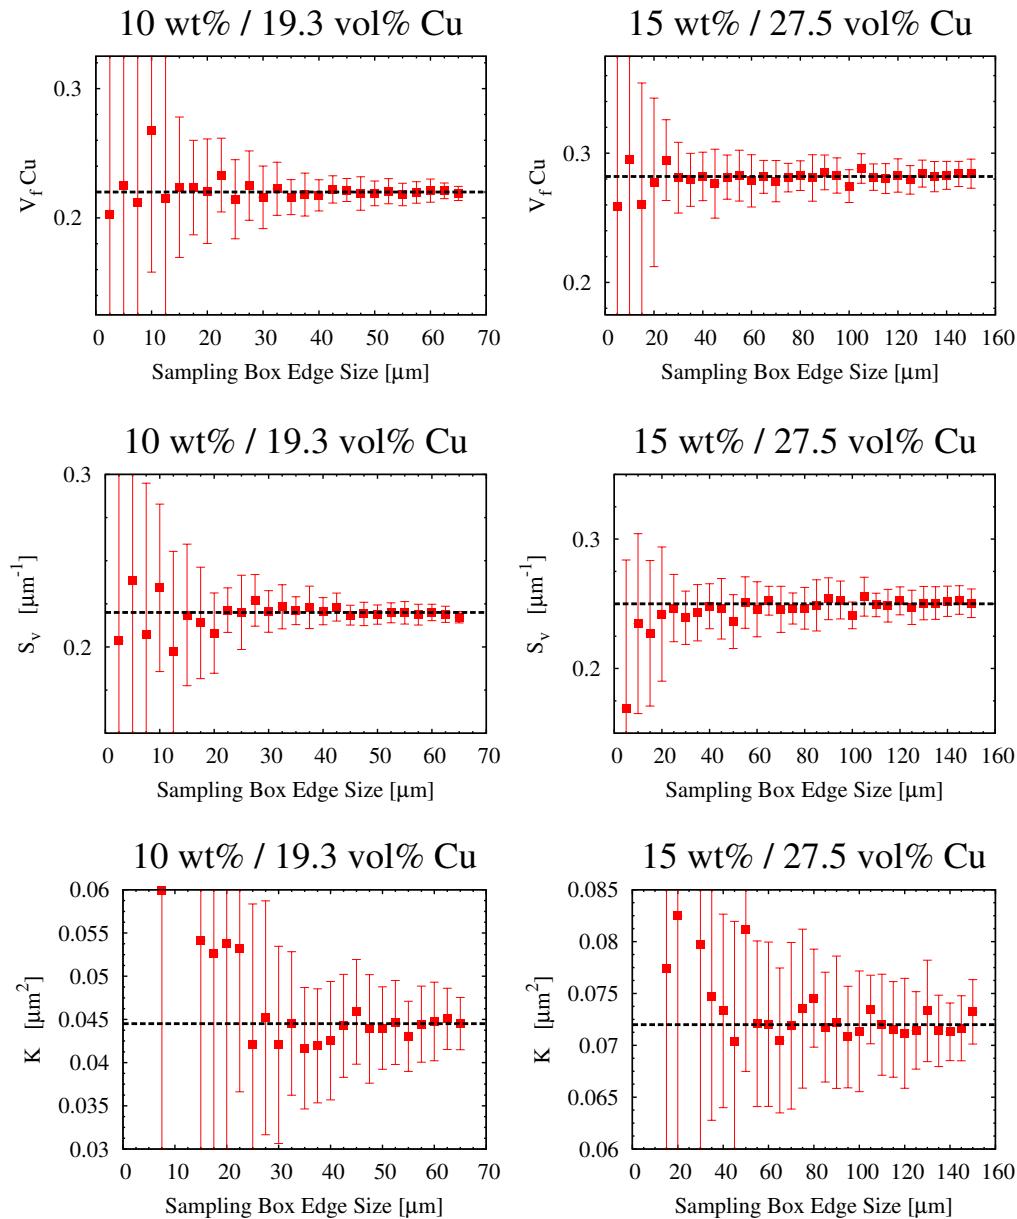 10 wt% / 19.3 vol% Cu
0.3
0.2
V_f Cu
0 10 20 30 40 50 60 70
Sampling Box Edge Size [μm]
15 wt% / 27.5 vol% Cu
0.3
0.2
V_f Cu
0 20 40 60 80 100 120 140 160
Sampling Box Edge Size [μm]
10 wt% / 19.3 vol% Cu
0.3
0.2
S_v [μm⁻¹]
0 10 20 30 40 50 60 70
Sampling Box Edge Size [μm]
15 wt% / 27.5 vol% Cu
0.3
0.2
S_v [μm⁻¹]
0 20 40 60 80 100 120 140 160
Sampling Box Edge Size [μm]
10 wt% / 19.3 vol% Cu
0.06
0.055
0.05
0.045
0.04
0.035
0.03
K [μm²]
0 10 20 30 40 50 60 70
Sampling Box Edge Size [μm]
15 wt% / 27.5 vol% Cu
0.085
0.08
0.075
0.07
0.065
0.06
K [μm²]
0 20 40 60 80 100 120 140 160
Sampling Box Edge Size [μm]